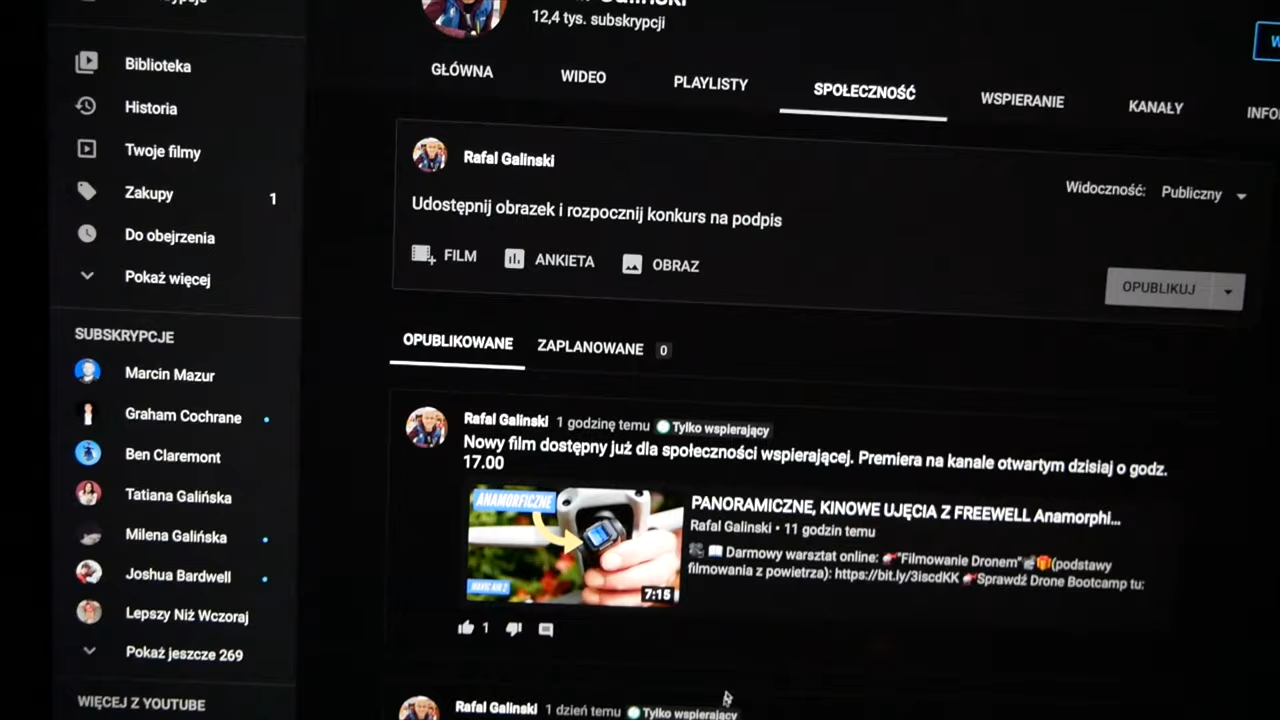 12,4 tys. subskrypcji
GŁÓWNA
WIDEO
PLAYLISTY
SPOŁECZNOŚĆ
WSPIERANIE
KANAŁY
Biblioteka
Historia
Twoje filmy
Zakupy 1
Do obejrzenia
Pokaż więcej
SUBSKRYPCJE
Marcin Mazur
Graham Cochrane
Ben Claremont
Tatiana Galińska
Milena Galińska
Joshua Bardwell
Lepszy Niż Wczoraj
Pokaż jeszcze 269
WIĘCEJ Z YOUTUBE
Rafal Galinski
Widoczność: Publiczny
Udostępnij obrazek i rozpocznij konkurs na podpis
FILM
ANKIETA
OBRAZ
OPUBLIKUJ
OPUBLIKOWANE
ZAPLANOWANE 0
Rafal Galinski 1 godzinę temu Tylko wspierający
Nowy film dostępny już dla społeczności wspierającej. Premiera na kanale otwartym dzisiaj o godz.
17.00
ANAMORFICZNE
MAVIC AIR 2
7:15
PANORAMICZNE, KINOWE UJĘCIA Z FREEWELL Anamorphi...
Rafal Galinski • 11 godzin temu
Darmowy warsztat online: "Filmowanie Dronem" (podstawy
filmowania z powietrza): https://bit.ly/3iscdKK Sprawdź Drone Bootcamp tu:
1
Rafal Galinski 1 dzień temu Tylko wspierający